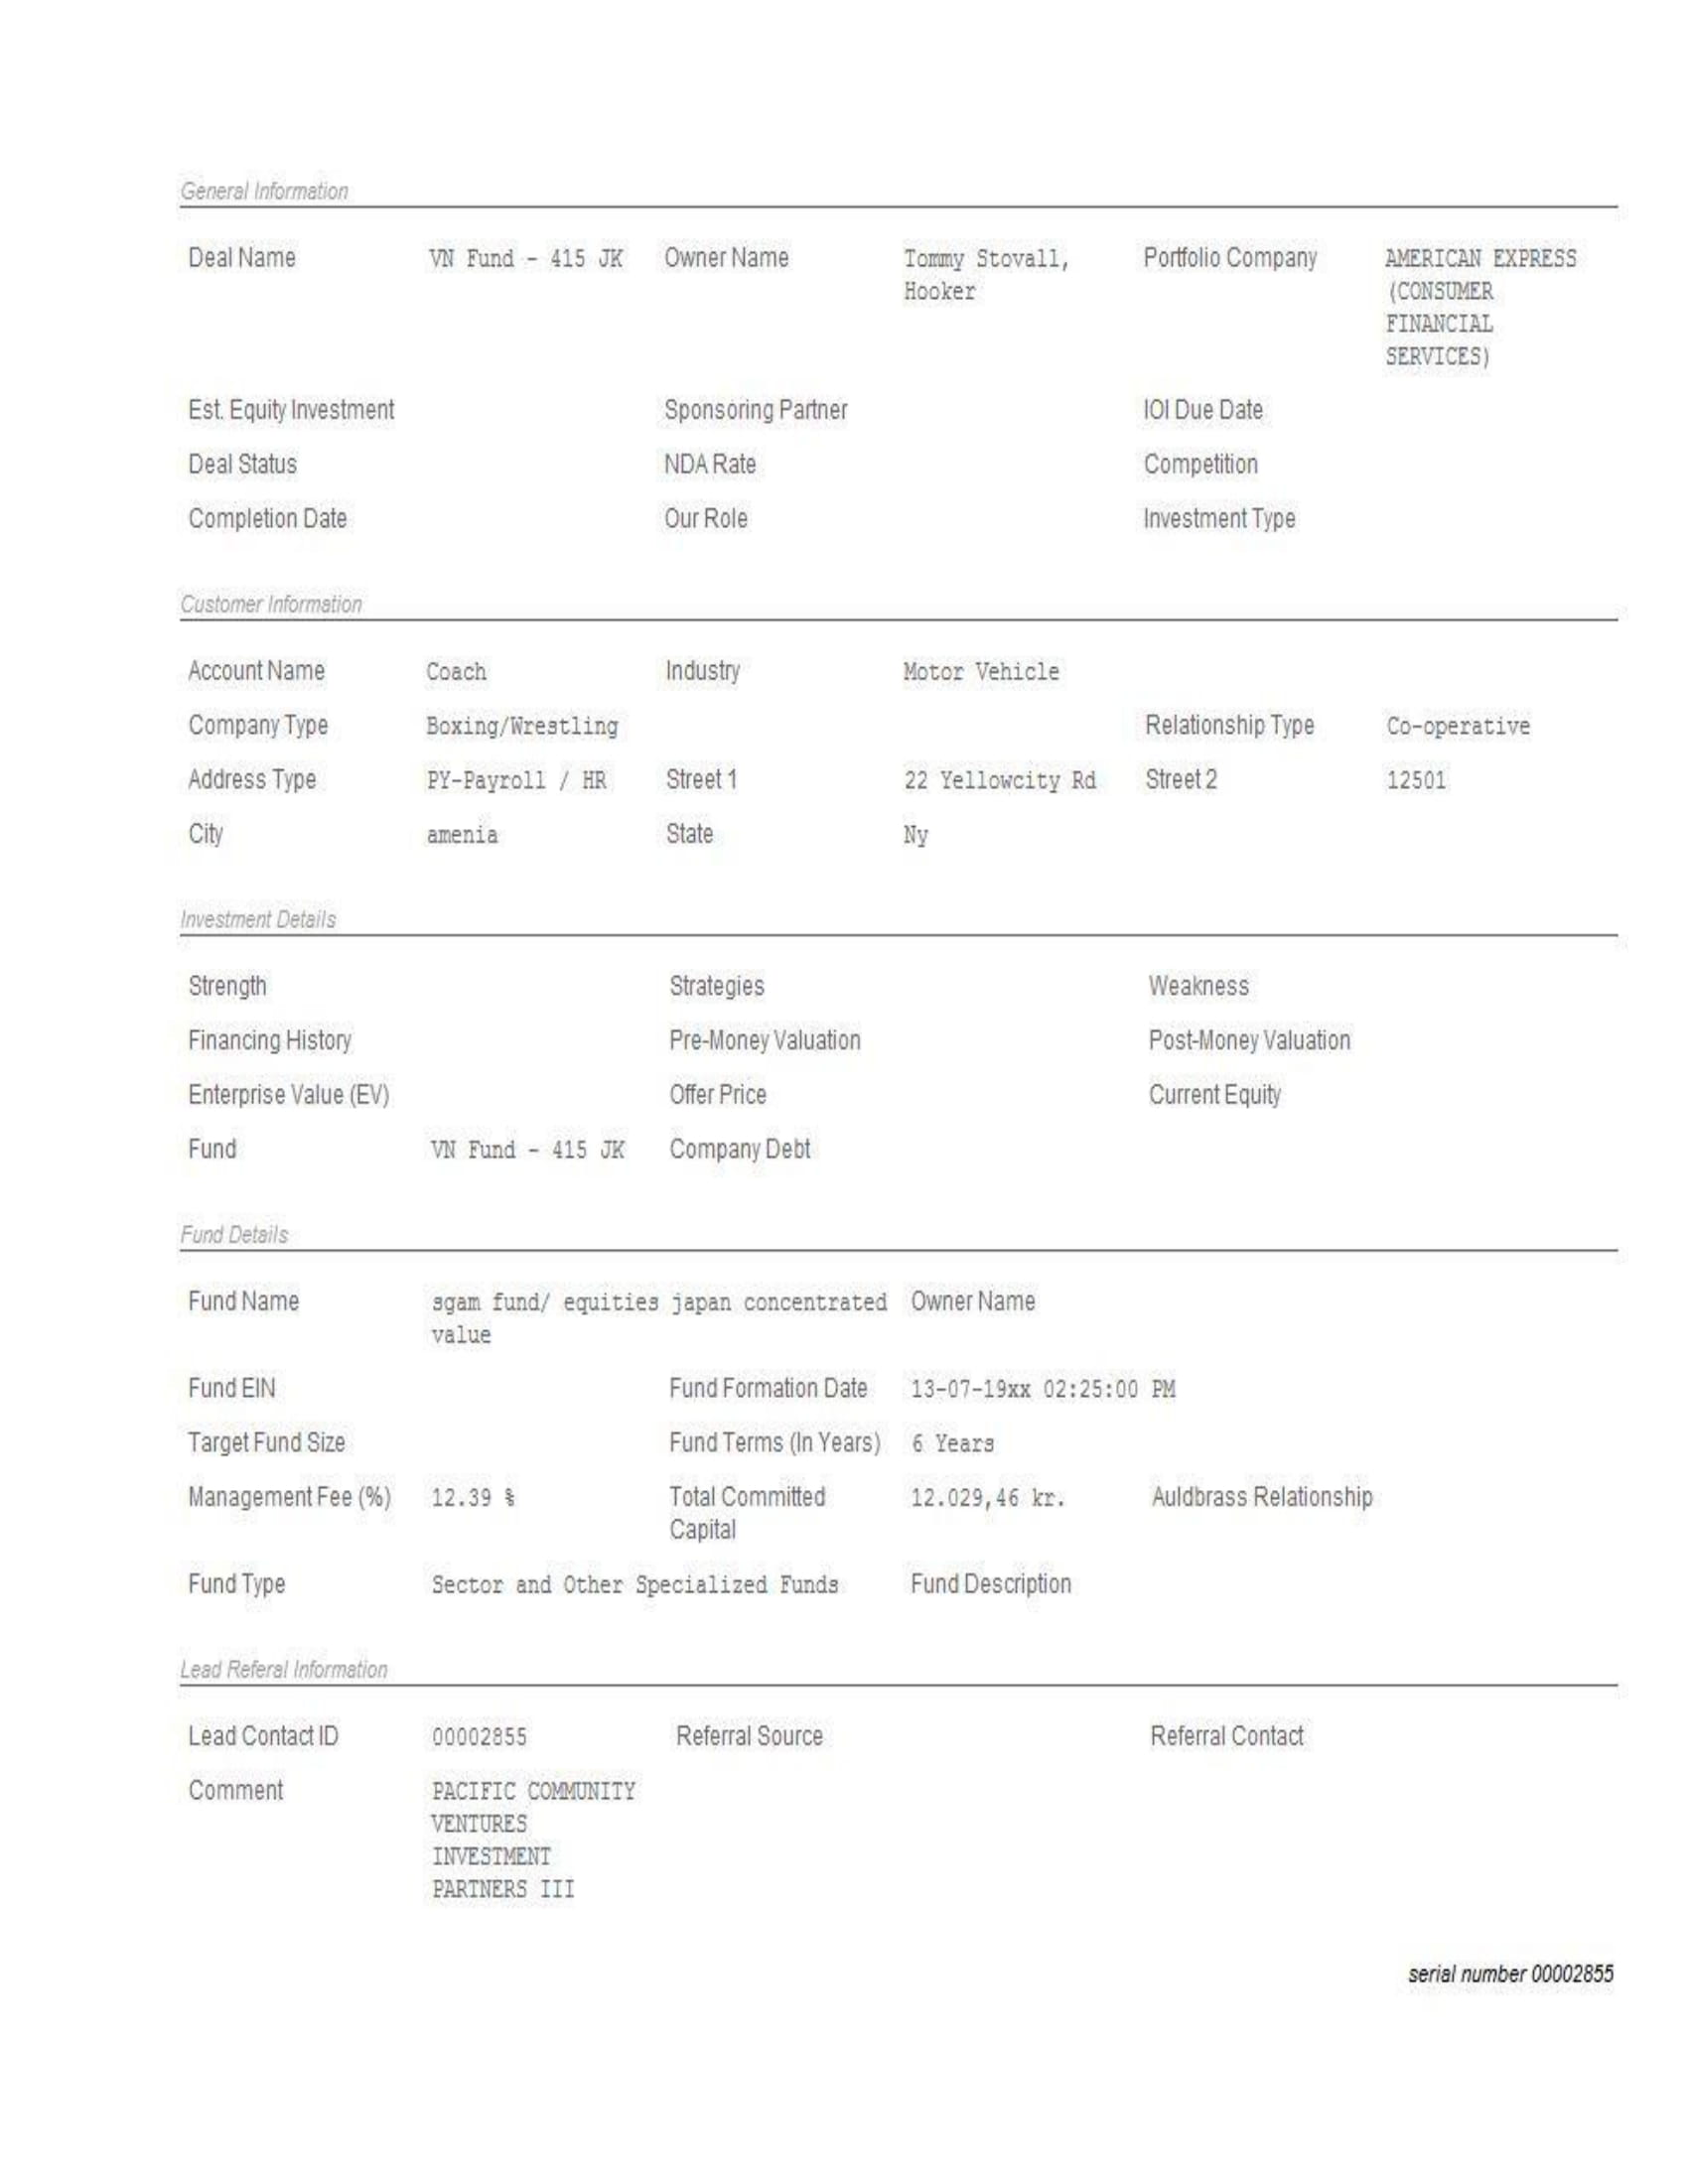 General Information
Deal Name VN Fund - 415 JK Owner Name Tommy Stovall, Portfolio Company AMERICAN EXPRESS
Hooker (CONSUMER
FINANCIAL
SERVICES)
Est. Equity Investment Sponsoring Partner IOI Due Date
Deal Status NDA Rate Competition
Completion Date Our Role Investment Type
Customer Information
Account Name Coach Industry Motor Vehicle
Company Type Boxing/Wrestling Relationship Type Co-operative
Address Type PY-Payroll / HR Street 1 22 Yellowcity Rd Street 2 12501
City amenia State Ny
Investment Details
Strength Strategies Weakness
Financing History Pre-Money Valuation Post-Money Valuation
Enterprise Value (EV) Offer Price Current Equity
Fund VN Fund - 415 JK Company Debt
Fund Details
Fund Name sgam fund/ equities japan concentrated Owner Name
value
Fund EIN Fund Formation Date 13-07-19xx 02:25:00 PM
Target Fund Size Fund Terms (In Years) 6 Years
Management Fee (%) 12.39 % Total Committed 12.029,46 kr. Auldbrass Relationship
Capital
Fund Type Sector and Other Specialized Funds Fund Description
Lead Referal Information
Lead Contact ID 00002855 Referral Source Referral Contact
Comment PACIFIC COMMUNITY
VENTURES
INVESTMENT
PARTNERS III
serial number 00002855